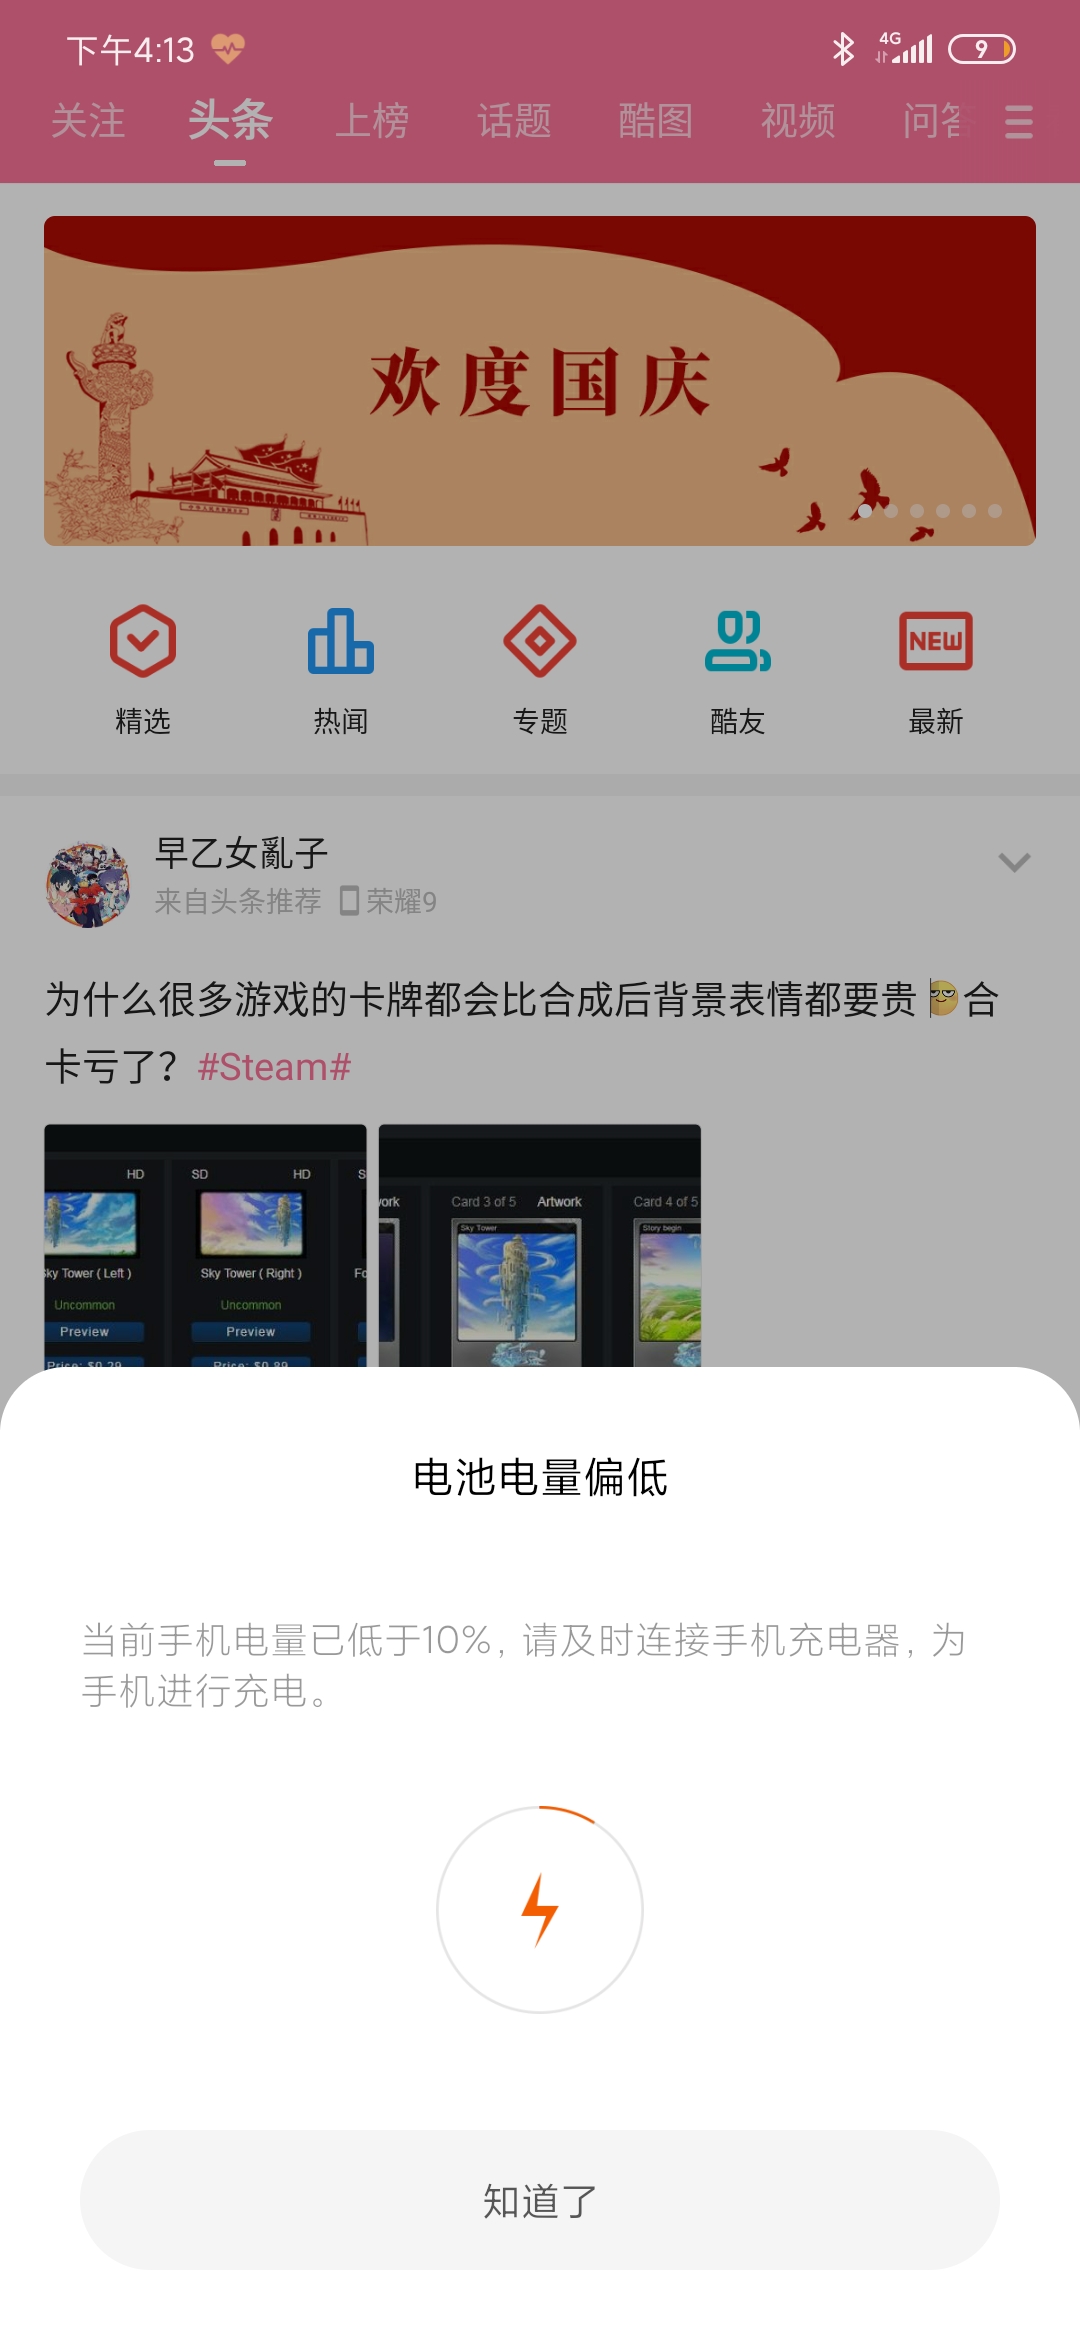 下午4:13
4G
9
关注 头条 上榜 话题 酷图 视频 问答
欢度国庆
精选 热闻 专题 酷友 最新
NEW
早乙女亂子
来自头条推荐 荣耀9
为什么很多游戏的卡牌都会比合成后背景表情都要贵 合
卡亏了？#Steam#
HD SD HD S
Sky Tower ( Left ) Sky Tower ( Right ) Fo
Uncommon Uncommon
Preview Preview
Price: $0.29 Price: $0.89
work Card 3 of 5 Artwork Card 4 of 5
Sky Tower Story begin
电池电量偏低
当前手机电量已低于10%，请及时连接手机充电器，为
手机进行充电。
知道了